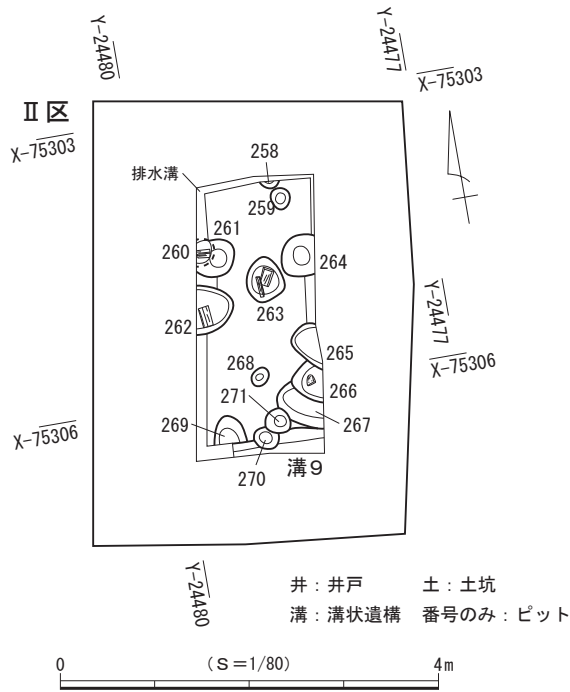 Y-24480
Y-24477
X-75303
Ⅱ区
X-75303
258
排水溝
259
261
260
264
263
262
Y-24477
265
X-75306
268
266
271
267
269
X-75306
270
溝9
Y-24480
井：井戸　土：土坑
溝：溝状遺構　番号のみ：ピット
0 （S＝1/80） 4m